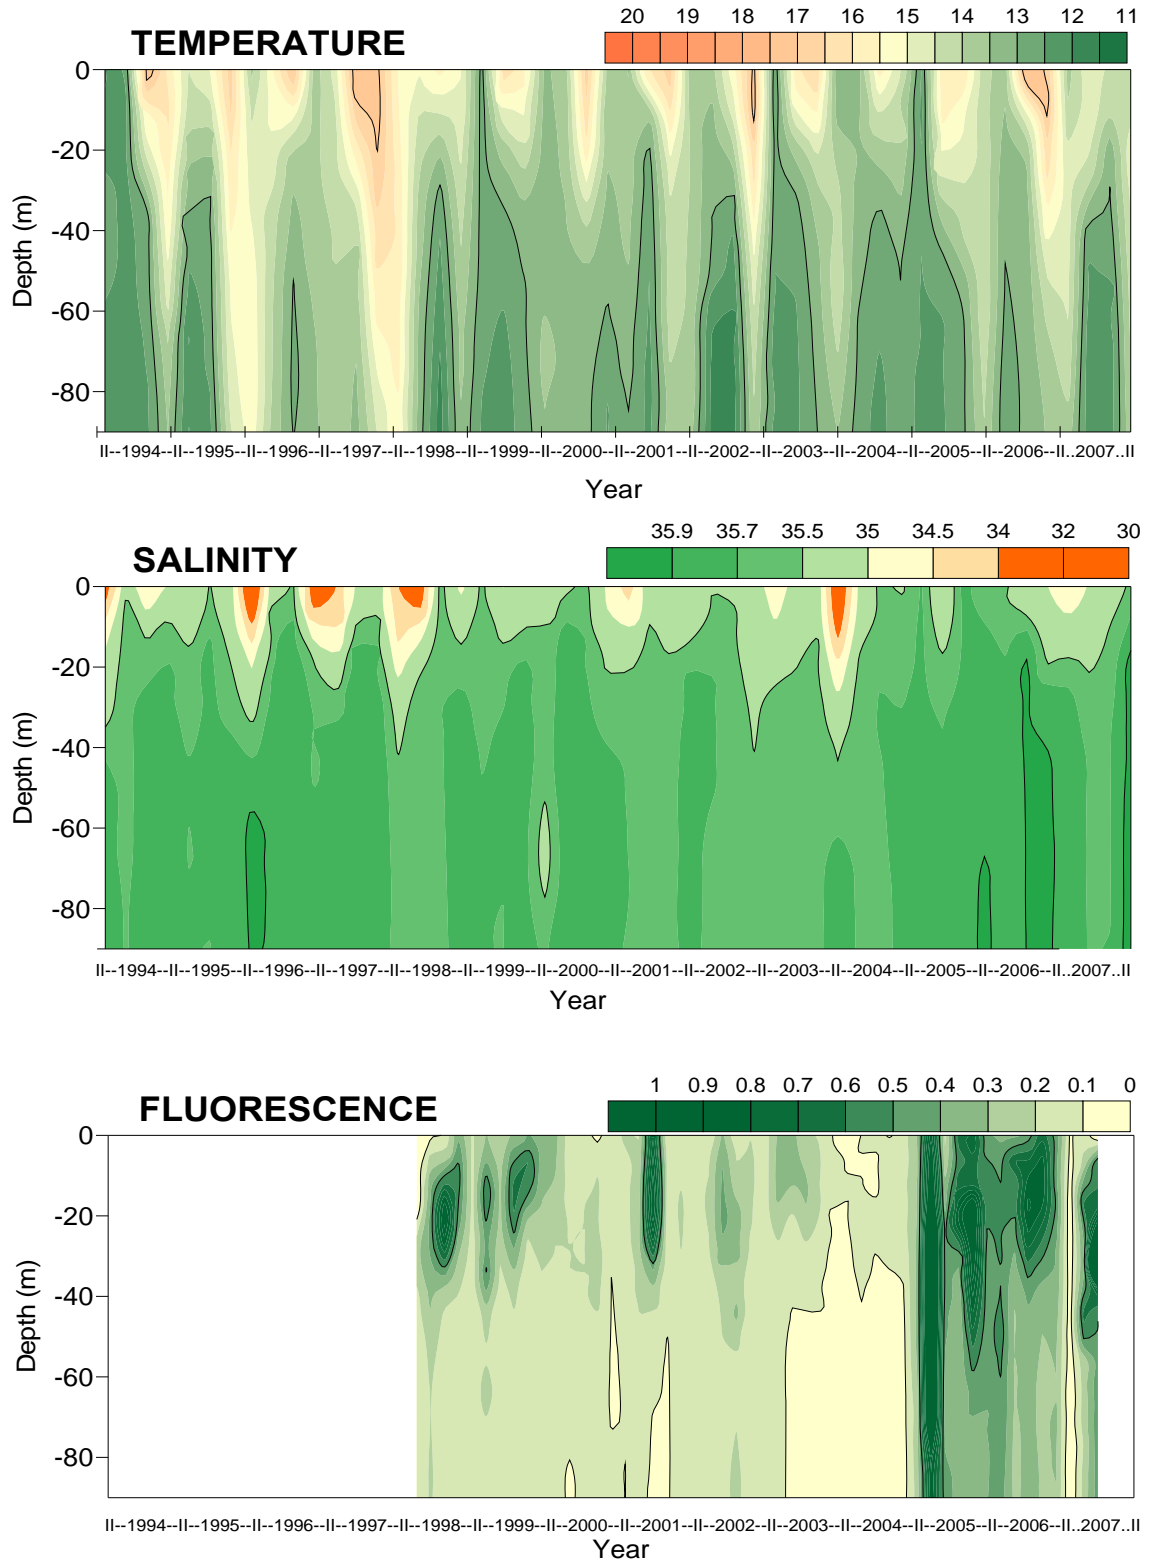 20 19 18 17 16 15 14 13 12 11
TEMPERATURE
0
-20
-40
-60
-80
Depth (m)
II--1994--II--1995--II--1996--II--1997--II--1998--II--1999--II--2000--II--2001--II--2002--II--2003--II--2004--II--2005--II--2006--II..2007..II
Year
35.9 35.7 35.5 35 34.5 34 32 30
SALINITY
0
-20
-40
-60
-80
Depth (m)
II--1994--II--1995--II--1996--II--1997--II--1998--II--1999--II--2000--II--2001--II--2002--II--2003--II--2004--II--2005--II--2006--II..2007..II
Year
1 0.9 0.8 0.7 0.6 0.5 0.4 0.3 0.2 0.1 0
FLUORESCENCE
0
-20
-40
-60
-80
Depth (m)
II--1994--II--1995--II--1996--II--1997--II--1998--II--1999--II--2000--II--2001--II--2002--II--2003--II--2004--II--2005--II--2006--II..2007..II
Year